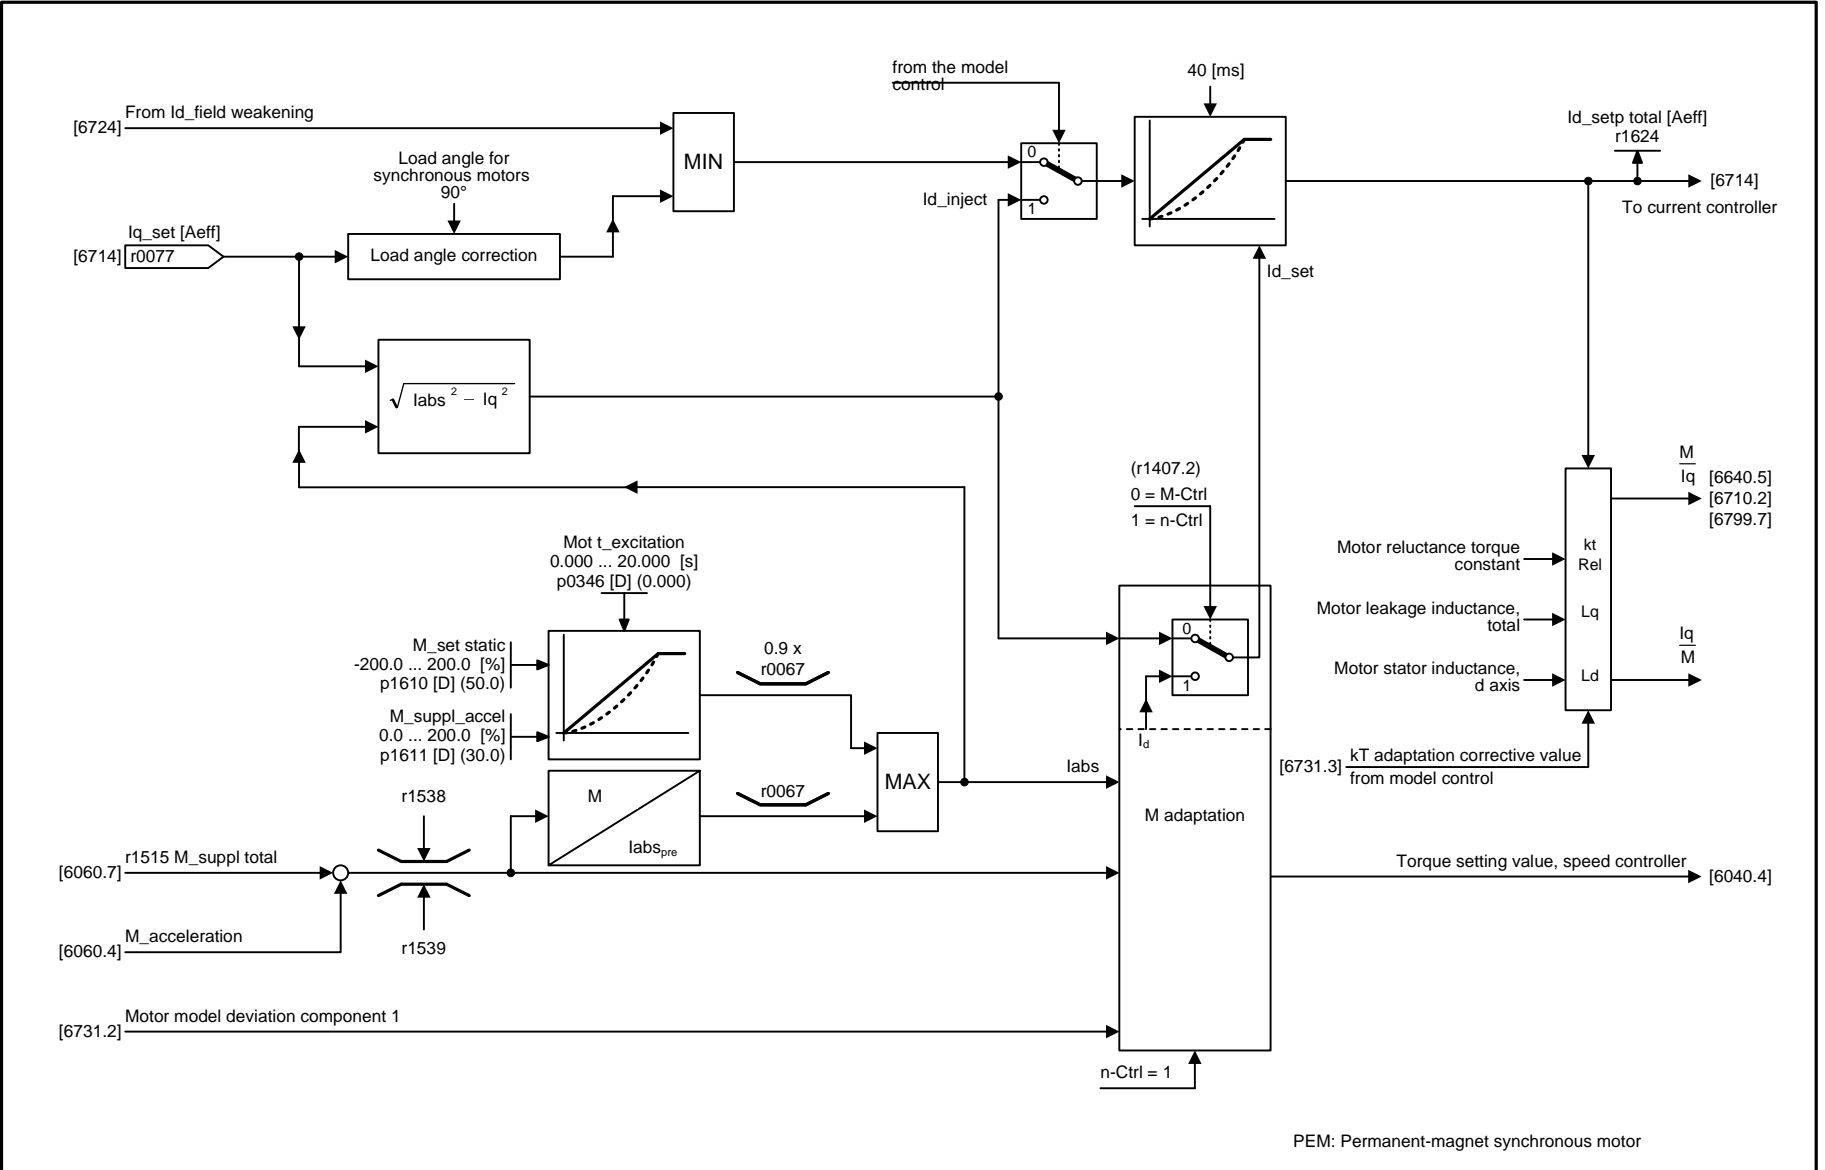 from the model
control
40 [ms]
[6724]
From Id_field weakening
MIN
Load angle for
synchronous motors
90°
0
1
Id_inject
Id_setp total [Aeff]
r1624
[6714]
To current controller
Iq_set [Aeff]
[6714]
r0077
Load angle correction
Id_set
√ Iabs ² – Iq ²
(r1407.2)
0 = M-Ctrl
1 = n-Ctrl
M
Iq
[6640.5]
[6710.2]
[6799.7]
Mot t_excitation
0.000 ... 20.000 [s]
p0346 [D] (0.000)
Motor reluctance torque
constant
kt
Rel
Motor leakage inductance,
total
Lq
Motor stator inductance,
d axis
Ld
Iq
M
M_set static
-200.0 ... 200.0 [%]
p1610 [D] (50.0)
0.9 x
r0067
0
1
Id
M_suppl_accel
0.0 ... 200.0 [%]
p1611 [D] (30.0)
MAX
Iabs
[6731.3]
kT adaptation corrective value
from model control
r1538
M
Iabspre
r0067
M adaptation
r1515 M_suppl total
[6060.7]
Torque setting value, speed controller
[6040.4]
M_acceleration
[6060.4]
r1539
Motor model deviation component 1
[6731.2]
n-Ctrl = 1
PEM: Permanent-magnet synchronous motor